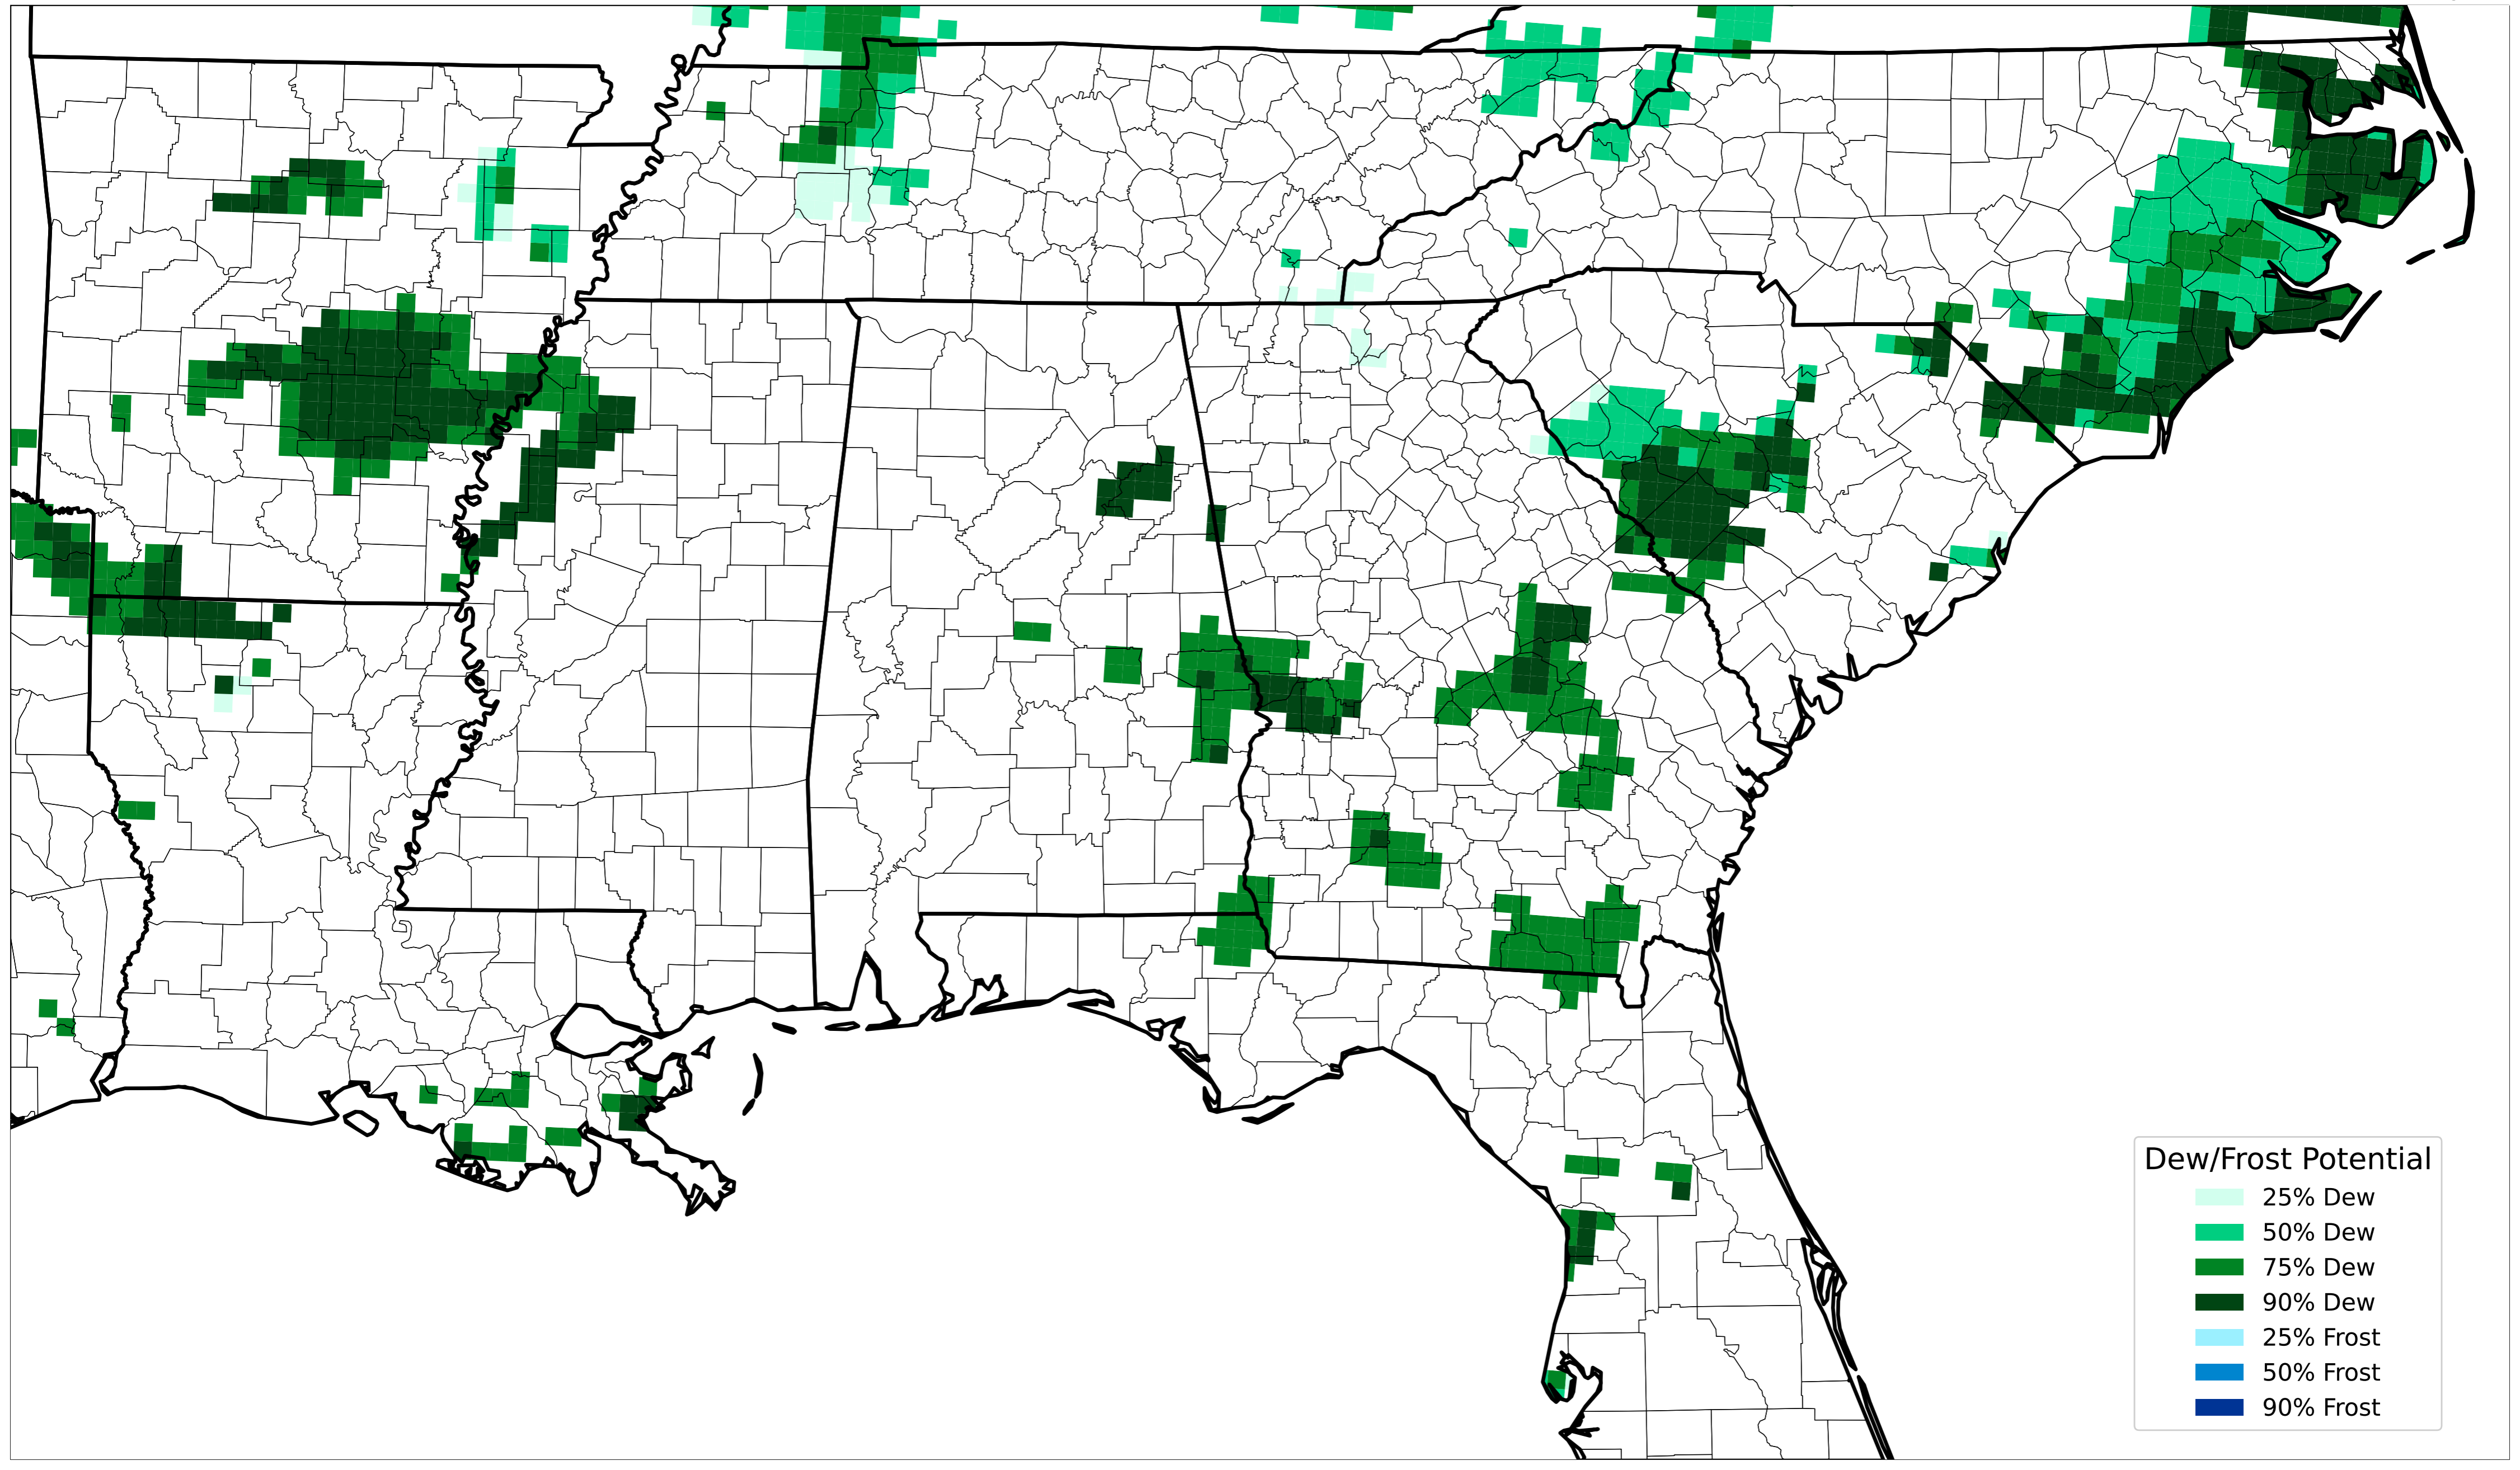 Dew/Frost Potential
25% Dew
50% Dew
75% Dew
90% Dew
25% Frost
50% Frost
90% Frost